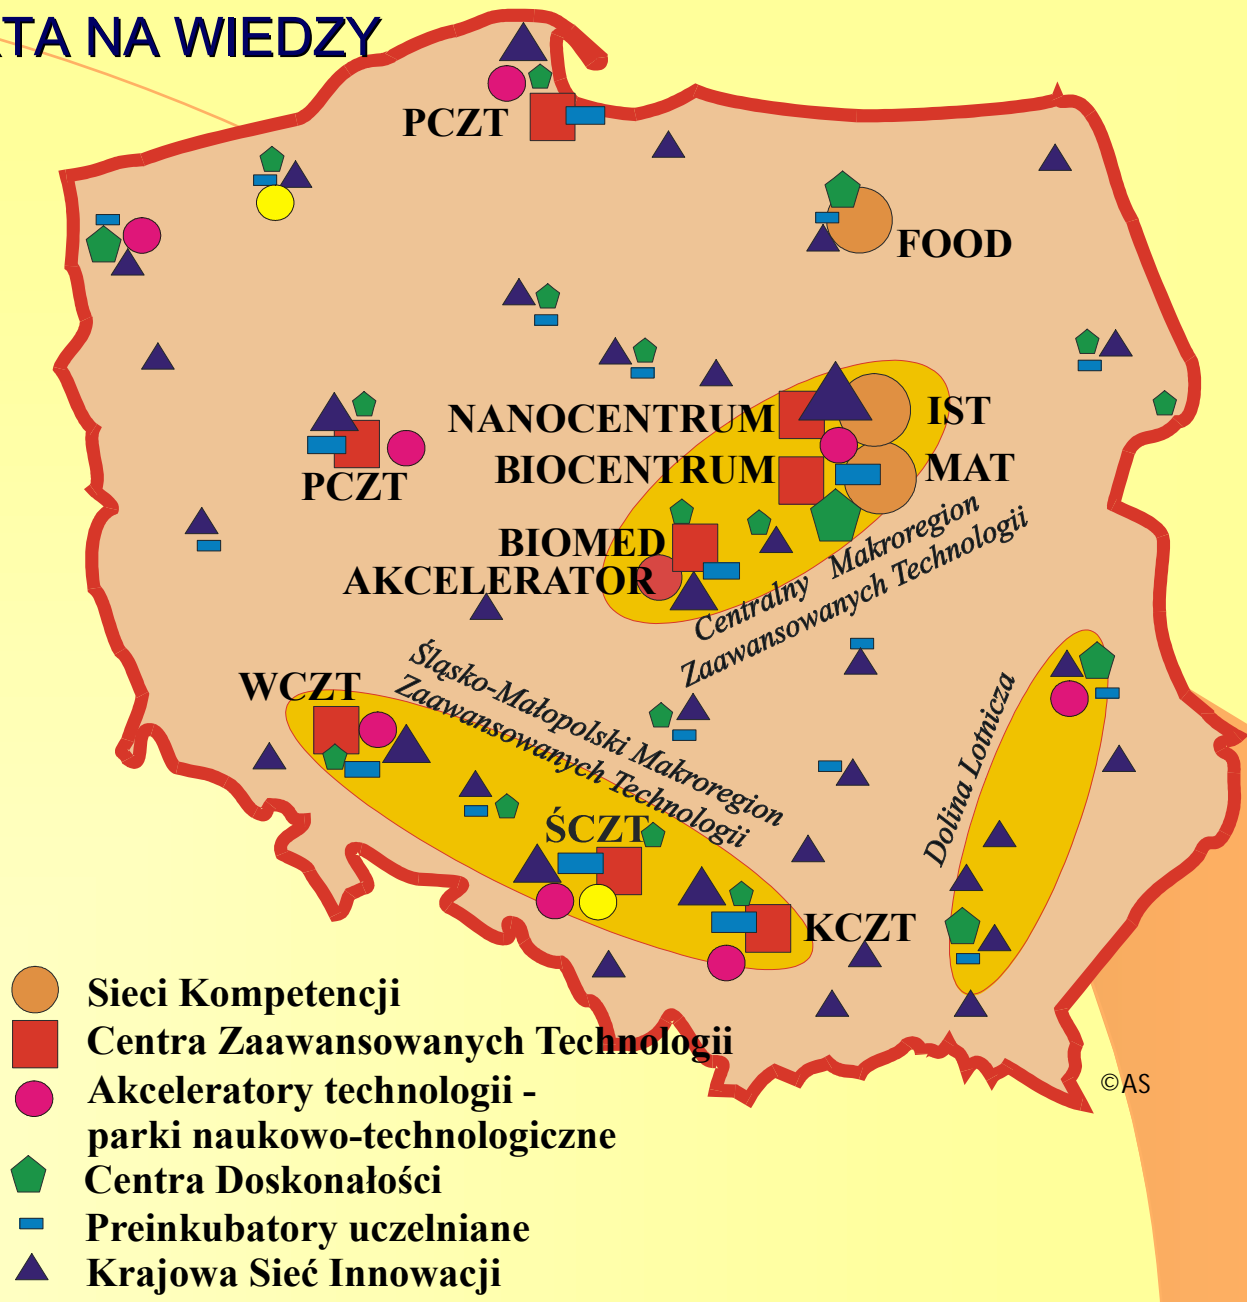 TA NA WIEDZY
PCZT
FOOD
NANOCENTRUM
IST
BIOCENTRUM
MAT
PCZT
BIOMED
AKCELERATOR
Centralny Makroregion
Zaawansowanych Technologii
WCZT
Śląsko-Małopolski Makroregion
Zaawansowanych Technologii
Dolina Lotnicza
ŚCZT
KCZT
Sieci Kompetencji
Centra Zaawansowanych Technologii
Akceleratory technologii -
parki naukowo-technologiczne
Centra Doskonałości
Preinkubatory uczelniane
Krajowa Sieć Innowacji
©AS